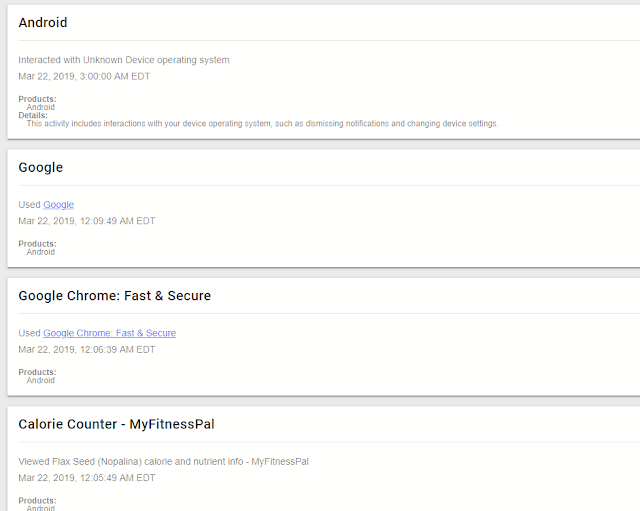 Android
Interacted with Unknown Device operating system
Mar 22, 2019, 3:00:00 AM EDT
Products:
Android
Details:
This activity includes interactions with your device operating system, such as dismissing notifications and changing device settings.
Google
Used Google
Mar 22, 2019, 12:09:49 AM EDT
Products:
Android
Google Chrome: Fast & Secure
Used Google Chrome: Fast & Secure
Mar 22, 2019, 12:06:39 AM EDT
Products:
Android
Calorie Counter - MyFitnessPal
Viewed Flax Seed (Nopalina) calorie and nutrient info - MyFitnessPal
Mar 22, 2019, 12:05:49 AM EDT
Products:
Android